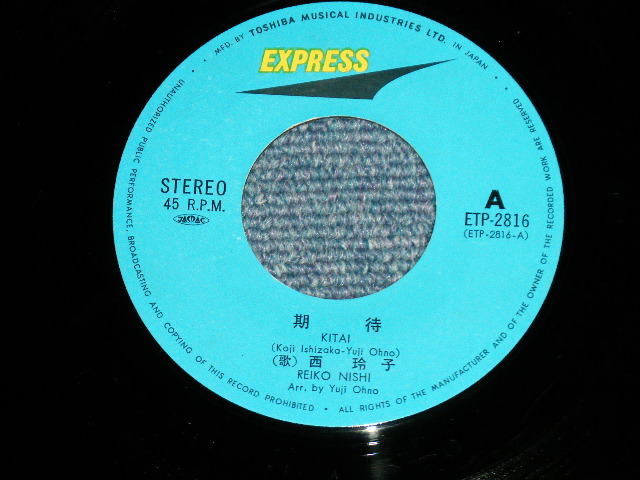 • MFD. BY TOSHIBA MUSICAL INDUSTRIES LTD. IN JAPAN •
EXPRESS
STEREO
45 R.P.M.
JASRAC
A
ETP-2816
(ETP-2816-A)
期待
KITAI
(Koji Ishizaka-Yuji Ohno)
(歌) 西 玲子
REIKO NISHI
Arr. by Yuji Ohno
UNAUTHORIZED PUBLIC PERFORMANCE, BROADCASTING AND COPYING OF THIS RECORD PROHIBITED • ALL RIGHTS OF THE MANUFACTURER AND OF THE OWNER OF THE RECORDED WORK ARE RESERVED